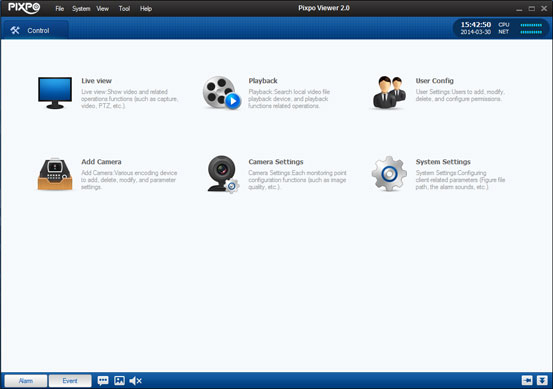 PIXPO File System View Tool Help Pixpo Viewer 2.0
Control
15:42:50 CPU
2014-03-30 NET
Live view
Live view:Show video and related
operations functions (such as capture,
video, PTZ, etc.).
Playback
Playback:Search local video file
playback device, and playback
functions related operations.
User Config
User Settings:Users to add, modify,
delete, and configure permissions.
Add Camera
Add Camera:Various encoding device
to add, delete, modify, and parameter
settings.
Camera Settings
Camera Settings:Each monitoring point
configuration functions (such as image
quality, etc.).
System Settings
System Settings:Configuring
client-related parameters (Figure file
path, the alarm sounds, etc.)
Alarm Event